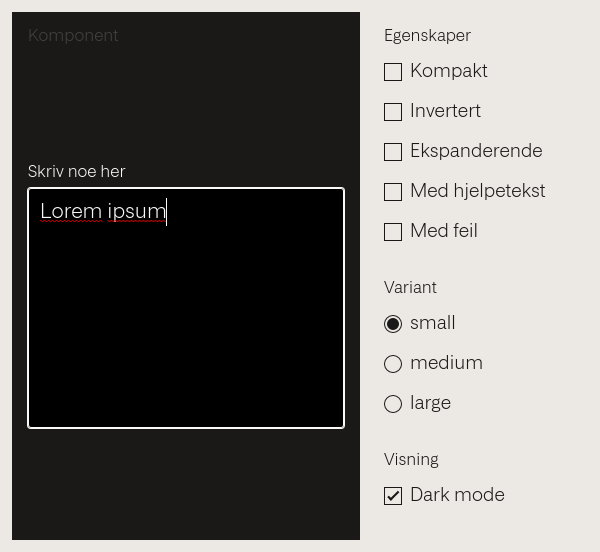 Komponent
Skriv noe her
Lorem ipsum
Egenskaper
Kompakt
Invertert
Ekspanderende
Med hjelpetekst
Med feil
Variant
small
medium
large
Visning
Dark mode